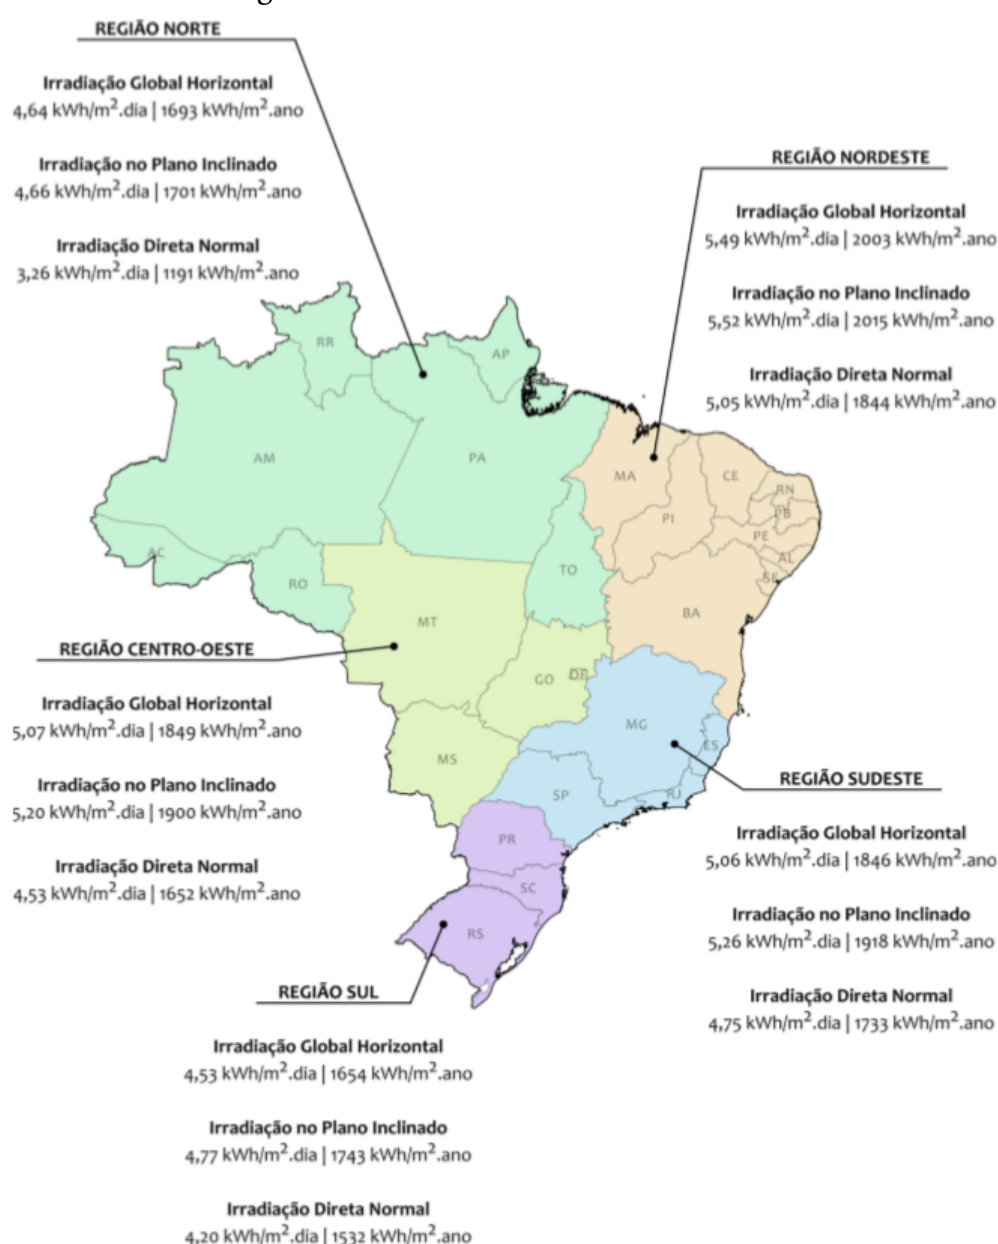 REGIÃO NORTE
Irradiação Global Horizontal
4,64 kWh/m².dia | 1693 kWh/m².ano
Irradiação no Plano Inclinado
4,66 kWh/m².dia | 1701 kWh/m².ano
Irradiação Direta Normal
3,26 kWh/m².dia | 1191 kWh/m².ano
REGIÃO NORDESTE
Irradiação Global Horizontal
5,49 kWh/m².dia | 2003 kWh/m².ano
Irradiação no Plano Inclinado
5,52 kWh/m².dia | 2015 kWh/m².ano
Irradiação Direta Normal
5,05 kWh/m².dia | 1844 kWh/m².ano
RR
AP
AM
PA
MA
CE
RN
PB
PI
PE
AL
SE
AC
RO
TO
BA
MT
GO
DF
MG
ES
MS
SP
RJ
PR
SC
RS
REGIÃO CENTRO-OESTE
Irradiação Global Horizontal
5,07 kWh/m².dia | 1849 kWh/m².ano
Irradiação no Plano Inclinado
5,20 kWh/m².dia | 1900 kWh/m².ano
Irradiação Direta Normal
4,53 kWh/m².dia | 1652 kWh/m².ano
REGIÃO SUDESTE
Irradiação Global Horizontal
5,06 kWh/m².dia | 1846 kWh/m².ano
Irradiação no Plano Inclinado
5,26 kWh/m².dia | 1918 kWh/m².ano
Irradiação Direta Normal
4,75 kWh/m².dia | 1733 kWh/m².ano
REGIÃO SUL
Irradiação Global Horizontal
4,53 kWh/m².dia | 1654 kWh/m².ano
Irradiação no Plano Inclinado
4,77 kWh/m².dia | 1743 kWh/m².ano
Irradiação Direta Normal
4,20 kWh/m².dia | 1532 kWh/m².ano